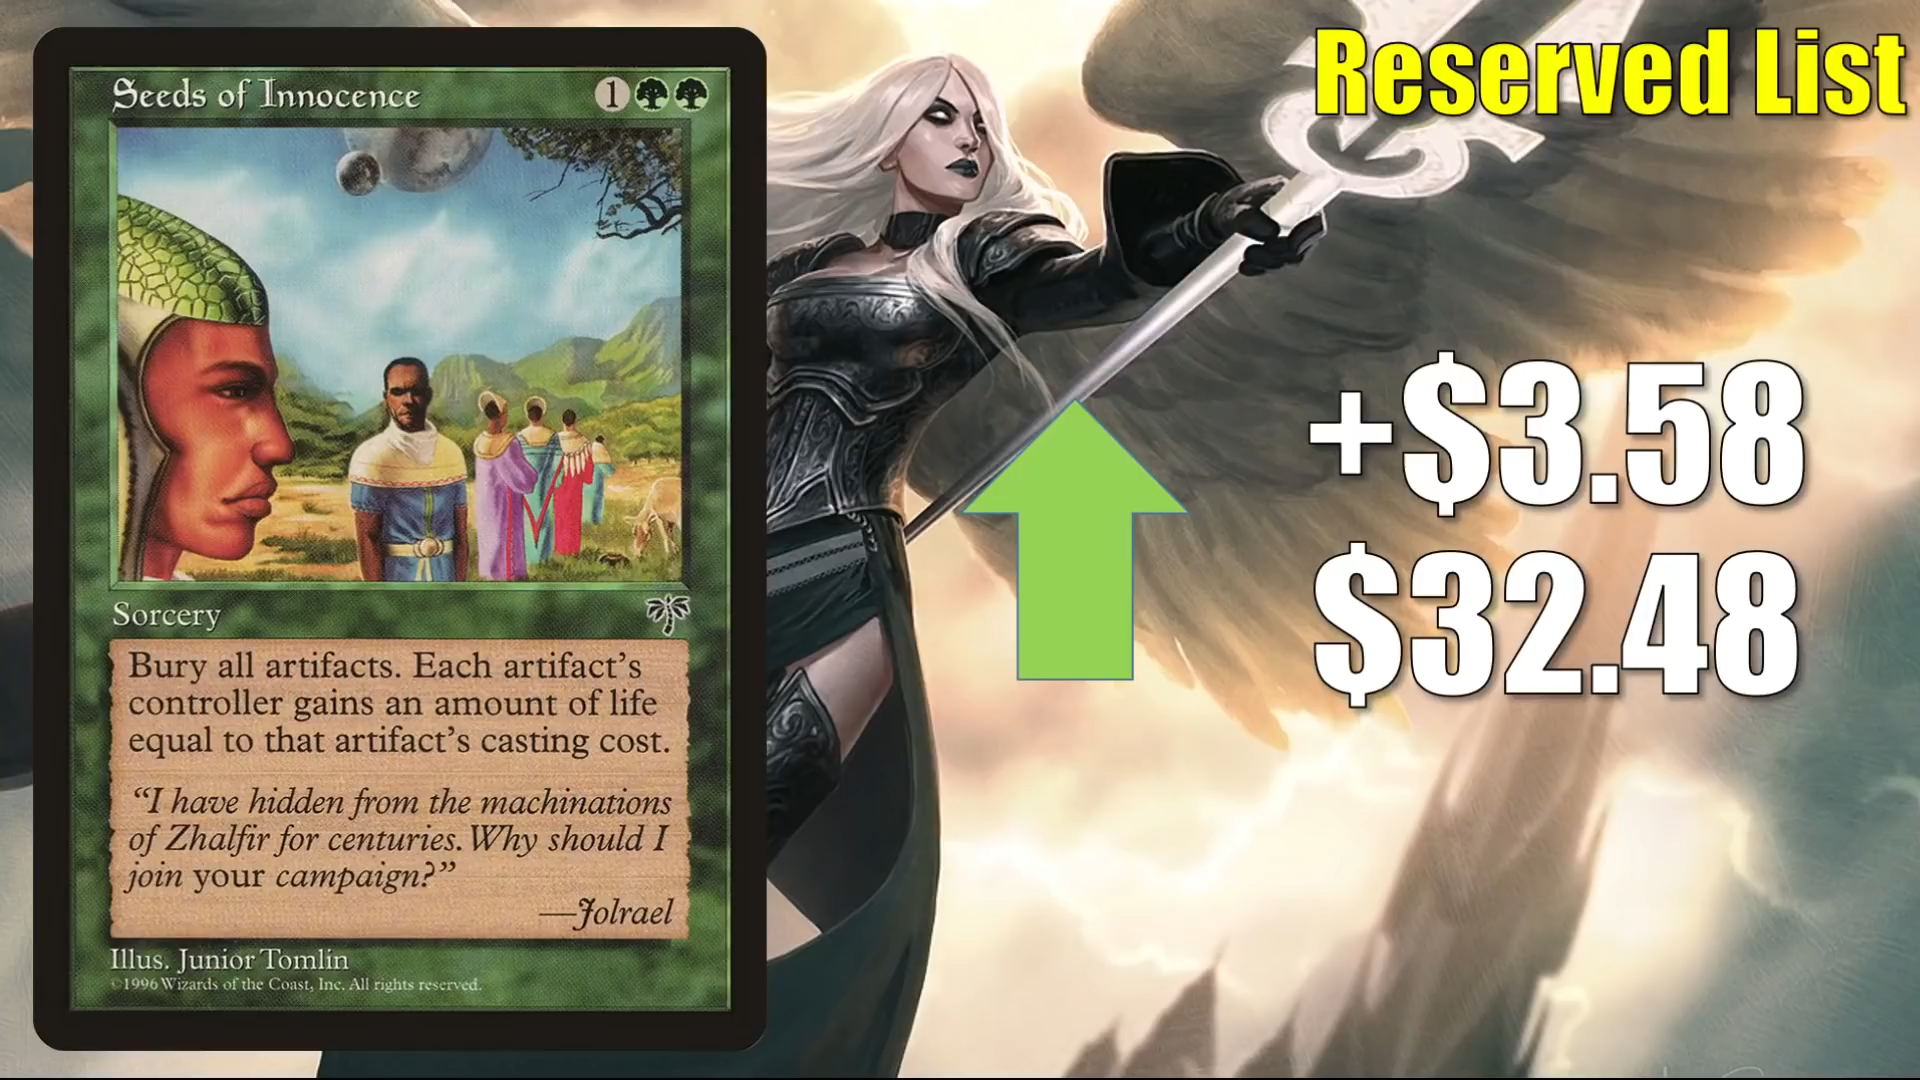 Seeds of Innocence
1
Sorcery
Bury all artifacts. Each artifact's
controller gains an amount of life
equal to that artifact's casting cost.
“I have hidden from the machinations
of Zhalfir for centuries. Why should I
join your campaign?”
—Jolrael
Illus. Junior Tomlin
©1996 Wizards of the Coast, Inc. All rights reserved.
Reserved List
+$3.58
$32.48